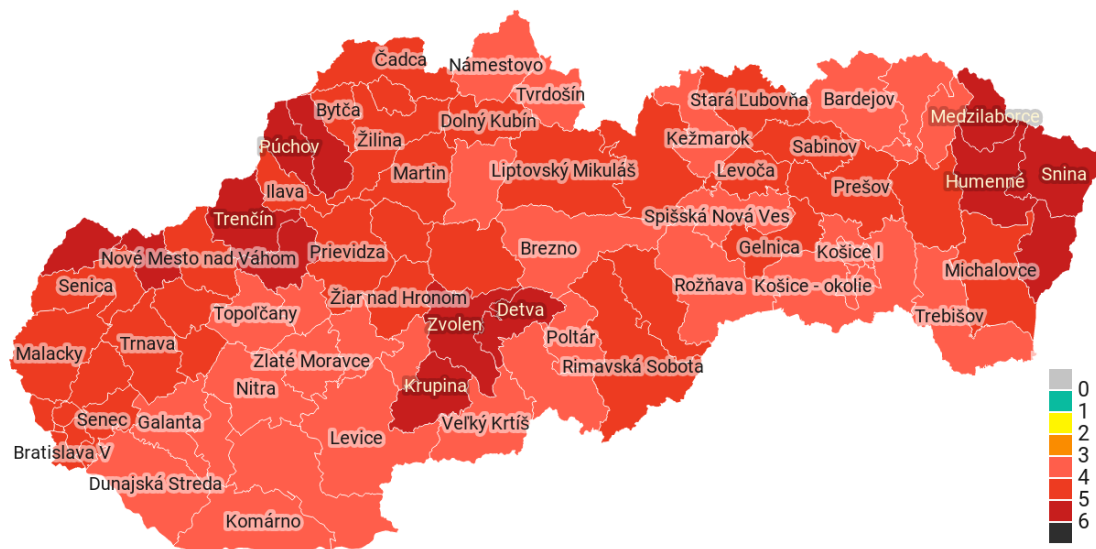 Čadca
Námestovo
Tvrdošín
Bytča
Dolný Kubín
Stará Ľubovňa
Bardejov
Medzilaborce
Púchov
Žilina
Kežmarok
Sabinov
Martin
Liptovský Mikuláš
Levoča
Snina
Ilava
Prešov
Humenné
Trenčín
Spišská Nová Ves
Nové Mesto nad Váhom
Prievidza
Brezno
Gelnica
Košice I
Michalovce
Senica
Rožňava
Košice - okolie
Topoľčany
Žiar nad Hronom
Detva
Trebišov
Zvolen
Poltár
Malacky
Trnava
Zlaté Moravce
Rimavská Sobota
Nitra
Krupina
Senec
Galanta
Veľký Krtíš
Levice
Bratislava V
Dunajská Streda
Komárno
0
1
2
3
4
5
6